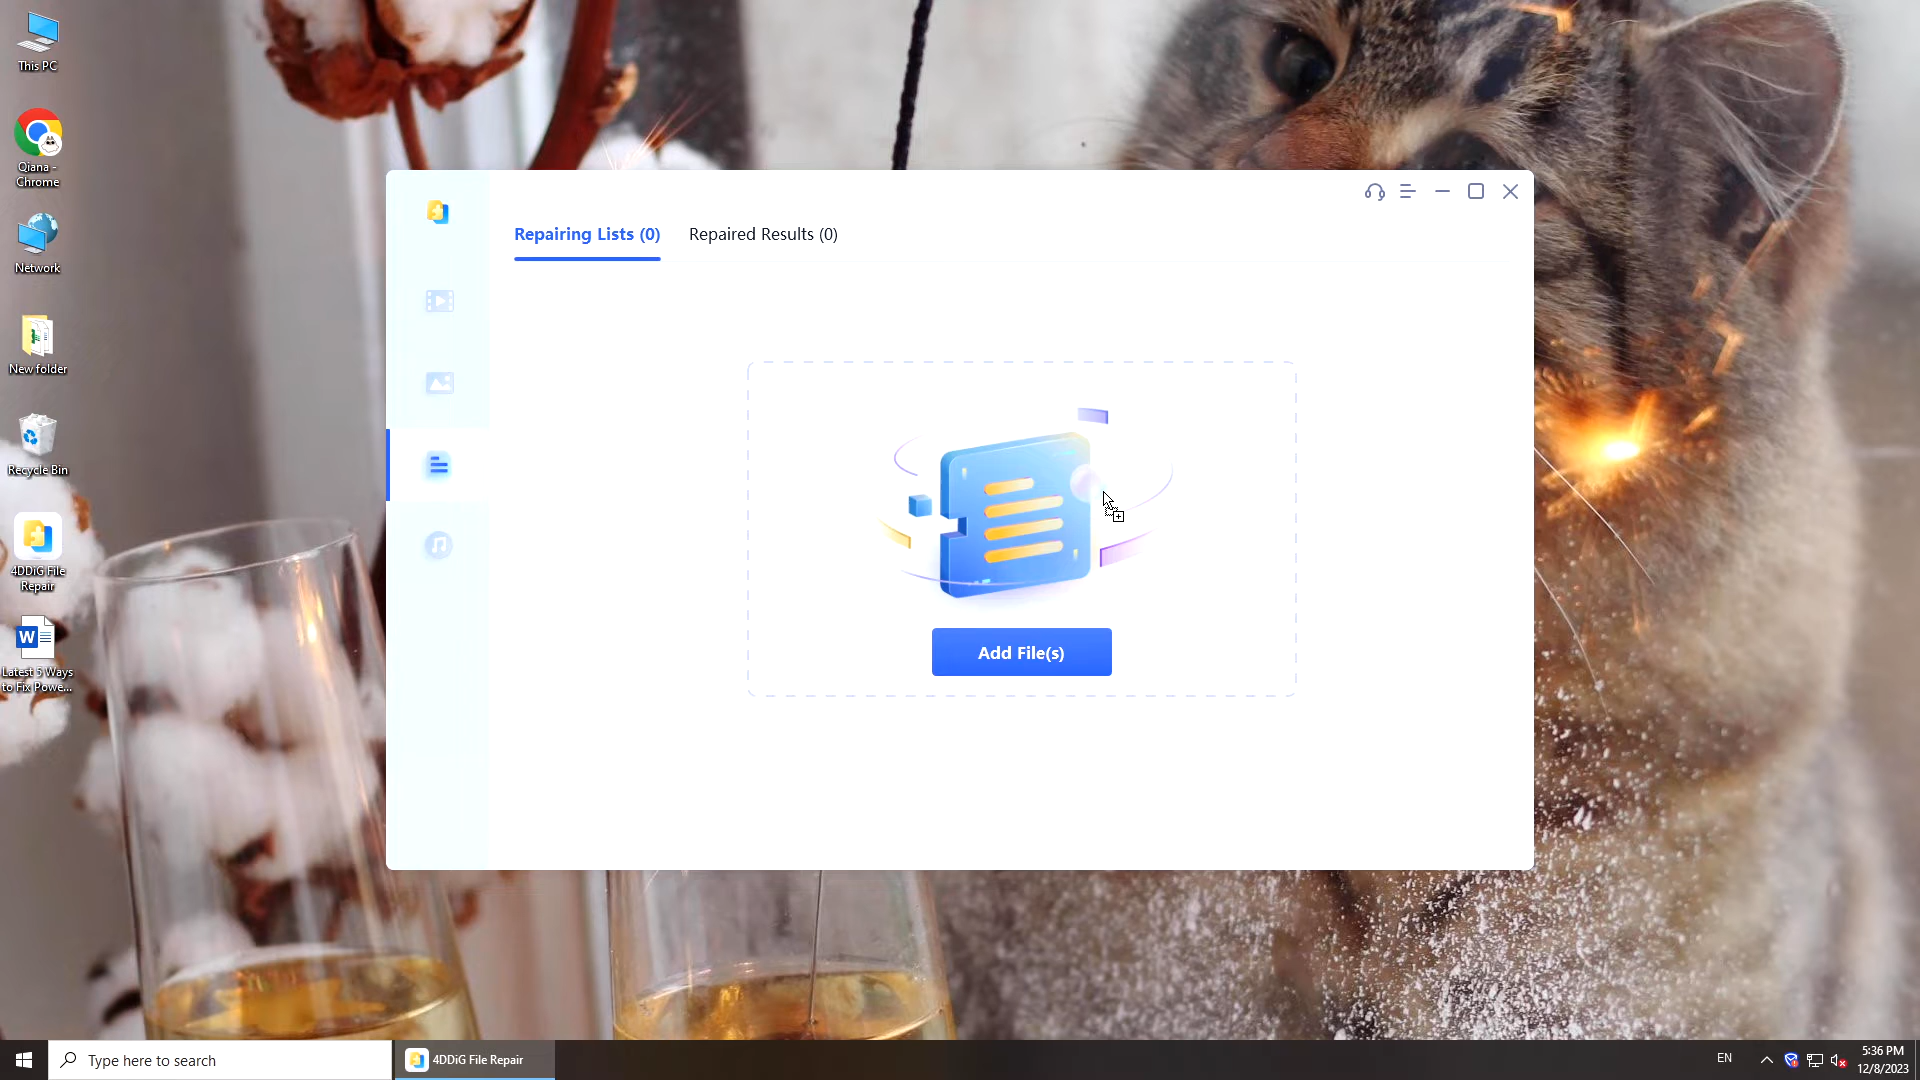 This PC
Qiana -
Chrome
Network
New folder
Recycle Bin
4DDiG File
Repair
W
Latest 5 Ways
to Fix Powe...
Repairing Lists (0)
Repaired Results (0)
Add File(s)
Type here to search
4DDiG File Repair
EN
5:36 PM
12/8/2023